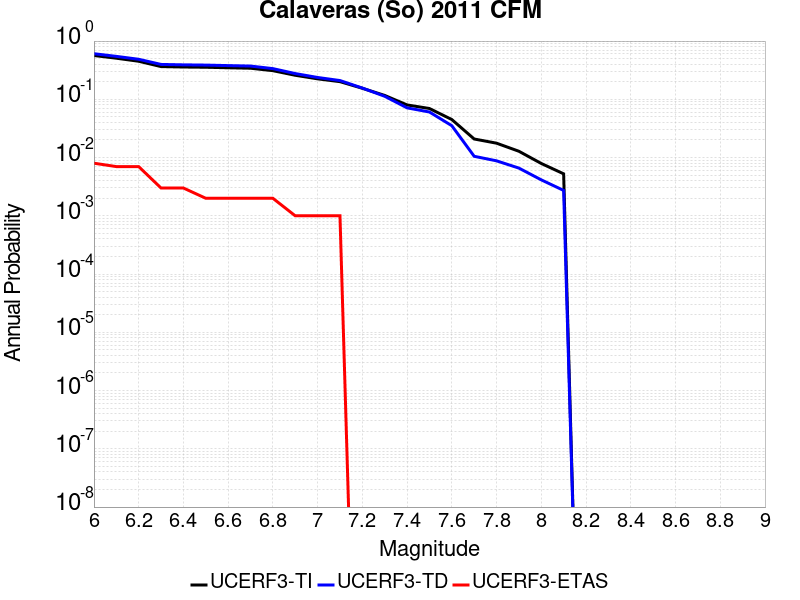 Calaveras (So) 2011 CFM
10^0
10^-1
10^-2
10^-3
10^-4
10^-5
10^-6
10^-7
10^-8
Annual Probability
6 6.2 6.4 6.6 6.8 7 7.2 7.4 7.6 7.8 8 8.2 8.4 8.6 8.8 9
Magnitude
UCERF3-TI UCERF3-TD UCERF3-ETAS